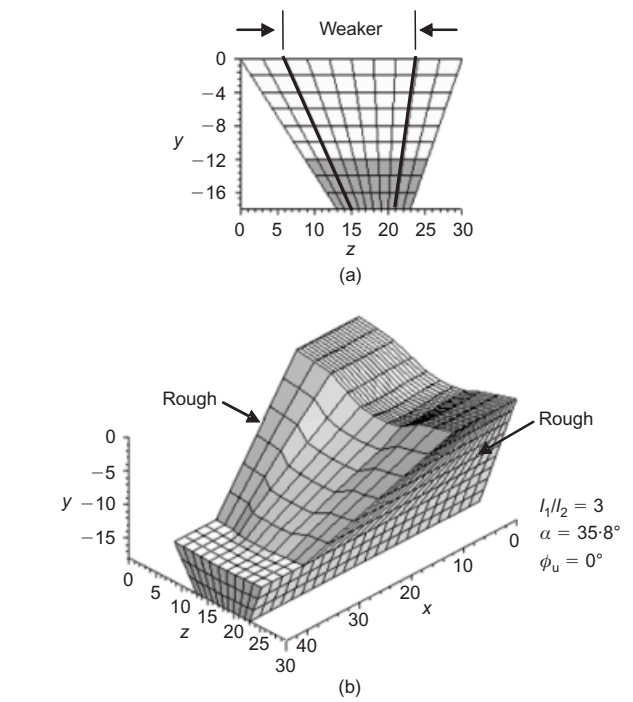 Weaker
0
−4
−8
y
−12
−16
0 5 10 15 20 25 30
z
(a)
Rough
Rough
0
−5
y −10
−15
l1/l2 = 3
α = 35·8°
ϕu = 0°
0
10
20
x
30
40
0
5
10
15
z
20
25
30
(b)